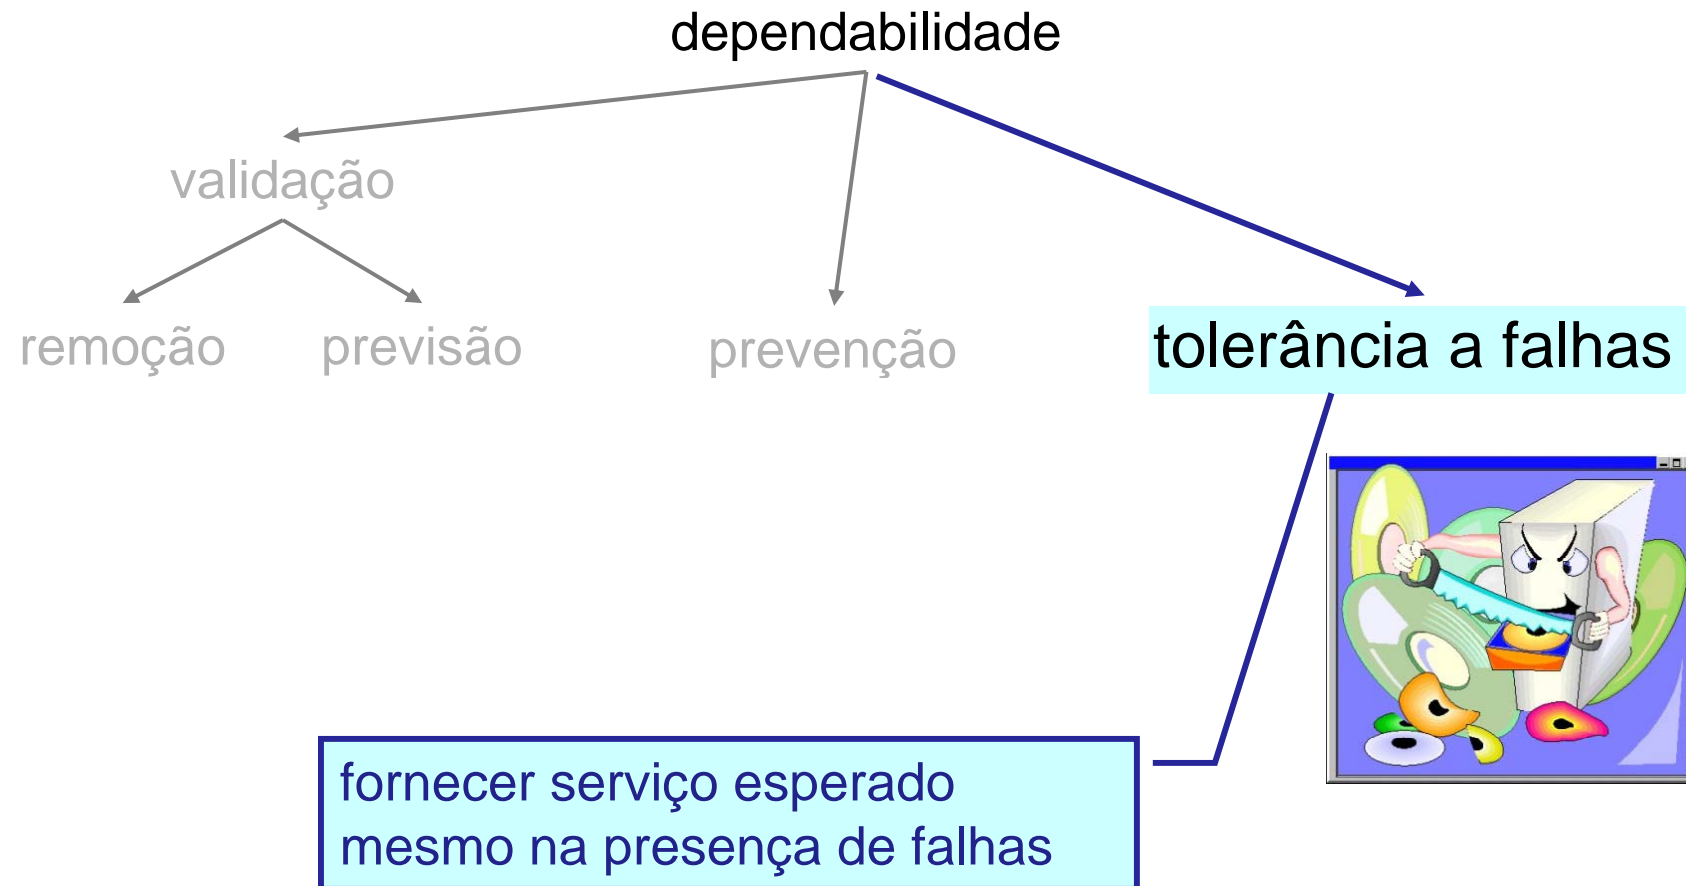 dependabilidade
validação
remoção
previsão
prevenção
tolerância a falhas
fornecer serviço esperado
mesmo na presença de falhas